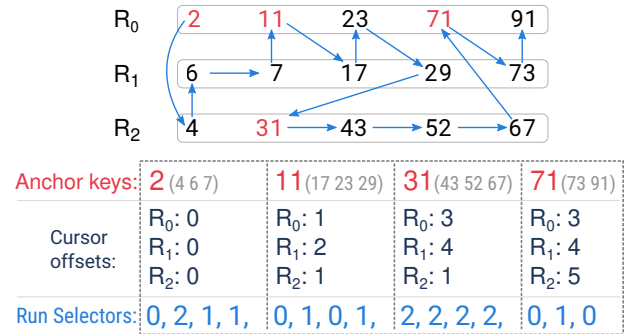 R₀ 2 11 23 71 91
R₁ 6 7 17 29 73
R₂ 4 31 43 52 67
Anchor keys: 2 (4 6 7) 11 (17 23 29) 31 (43 52 67) 71 (73 91)
R₀: 0 R₀: 1 R₀: 3 R₀: 3
Cursor offsets: R₁: 0 R₁: 2 R₁: 4 R₁: 4
R₂: 0 R₂: 1 R₂: 1 R₂: 5
Run Selectors: 0, 2, 1, 1, 0, 1, 0, 1, 2, 2, 2, 2, 0, 1, 0